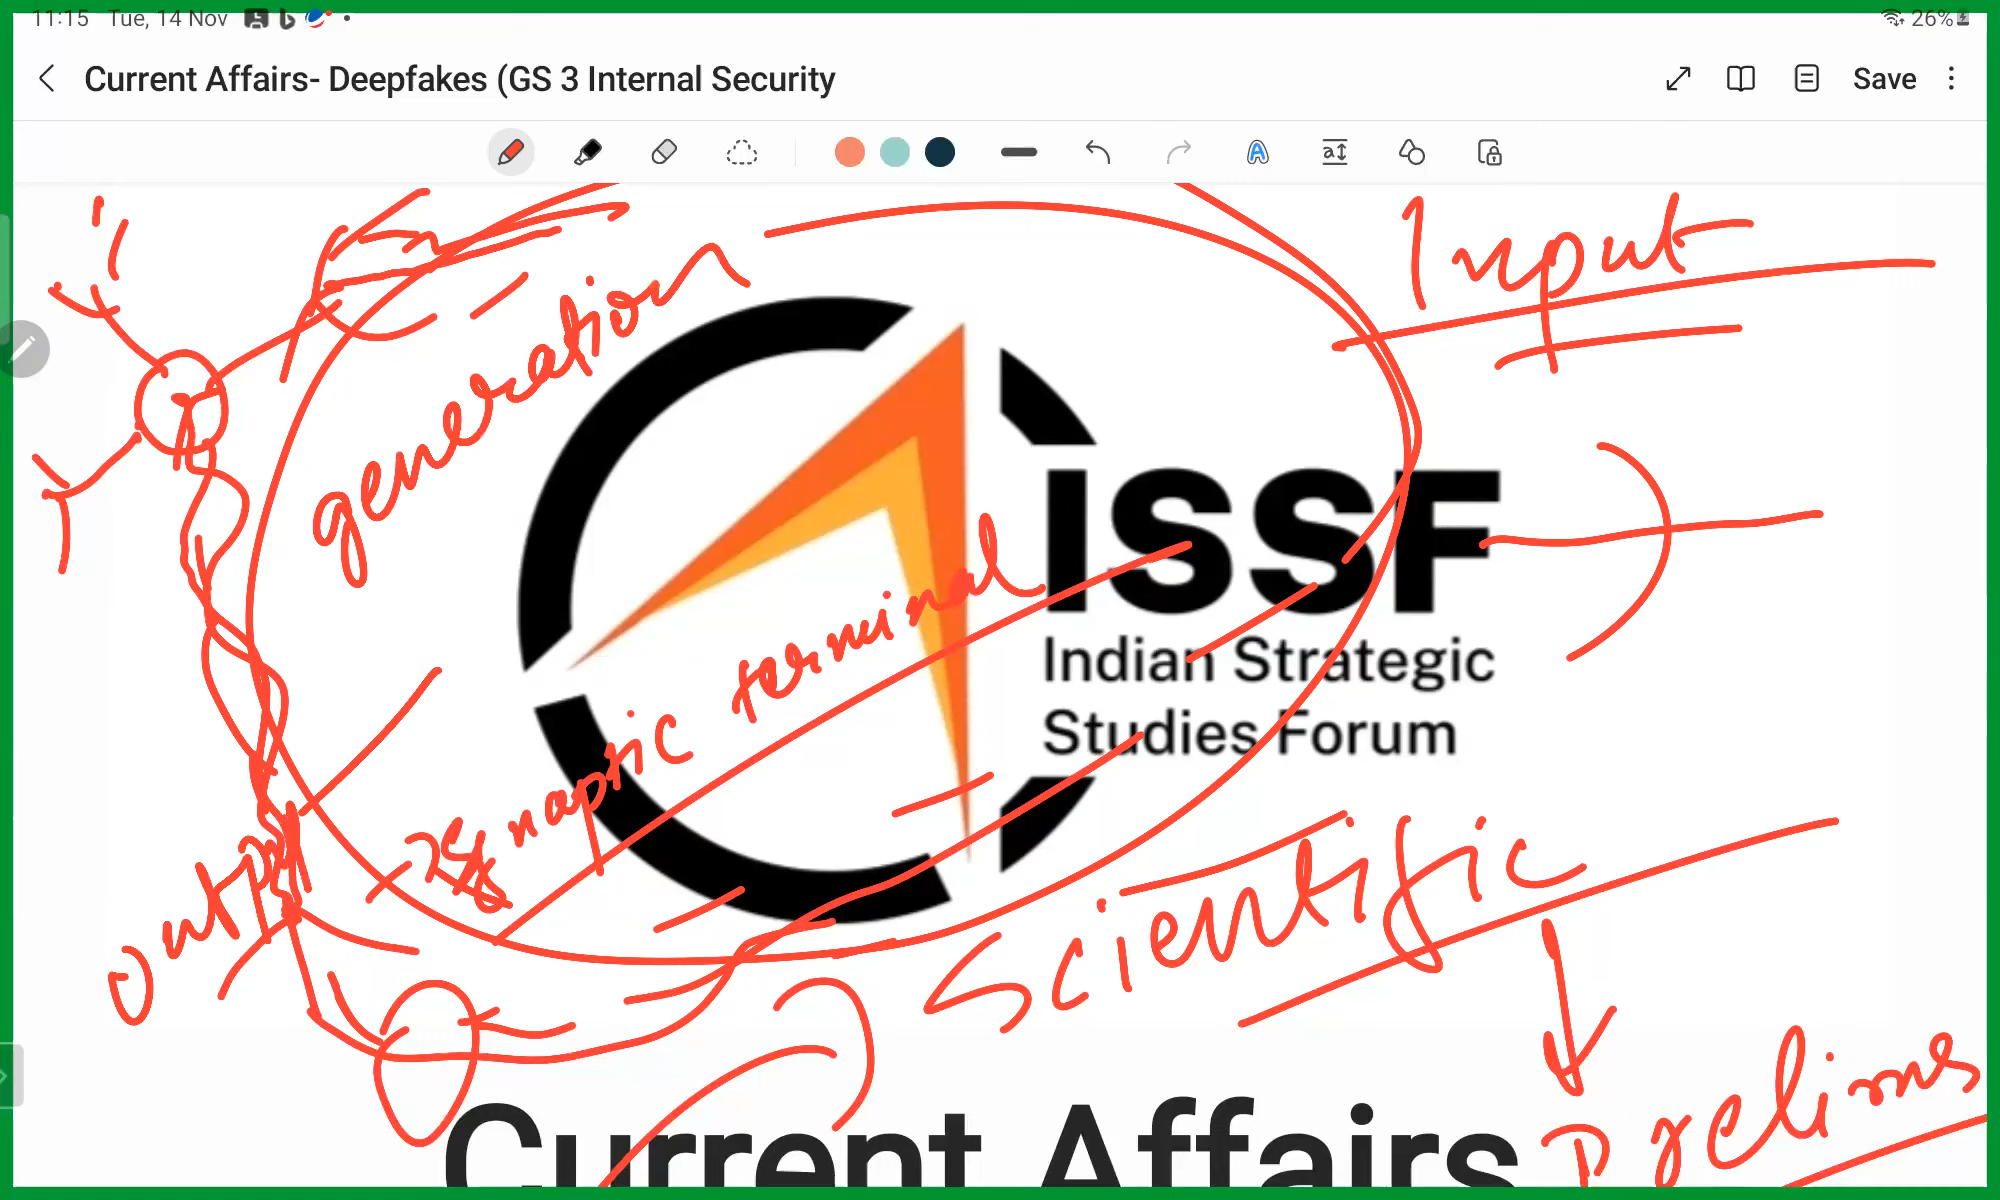 11:15 Tue, 14 Nov
26%
Current Affairs- Deepfakes (GS 3 Internal Security
Save
Input
generation
ISSF
Indian Strategic
Studies Forum
terminal
output
Scientific
Prelims
Current Affairs